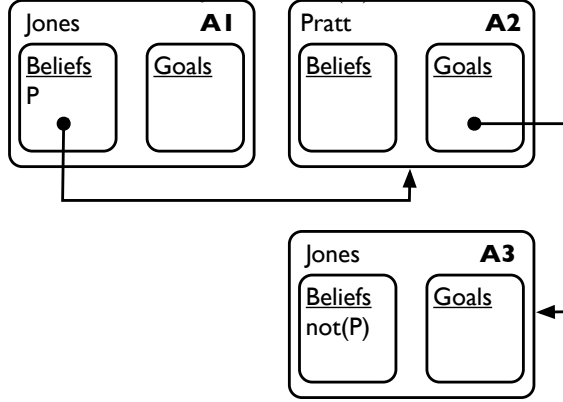 Jones A1
Beliefs Goals
P
Pratt A2
Beliefs Goals
Jones A3
Beliefs Goals
not(P)